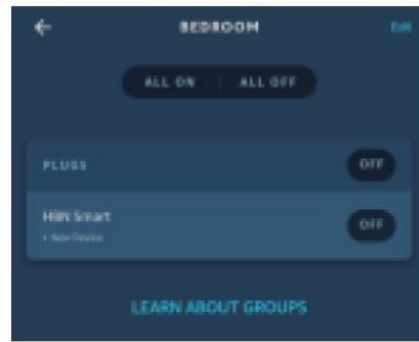 BEDROOM Edit
ALL ON ALL OFF
PLUGS OFF
HBN Smart OFF
New Device
LEARN ABOUT GROUPS